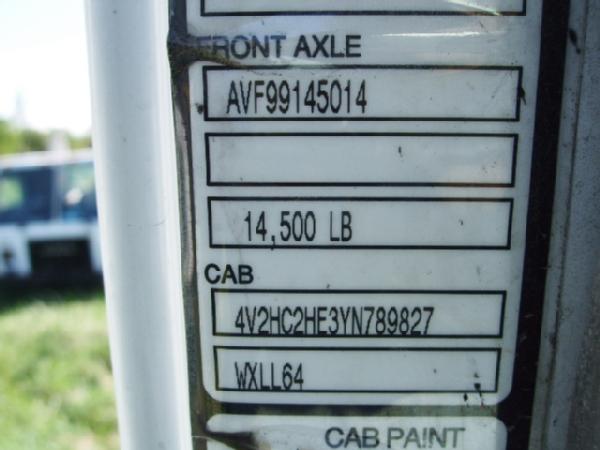 FRONT AXLE
AVF99145014
14,500 LB
CAB
4V2HC2HE3YN789827
WXLL64
CAB PAINT